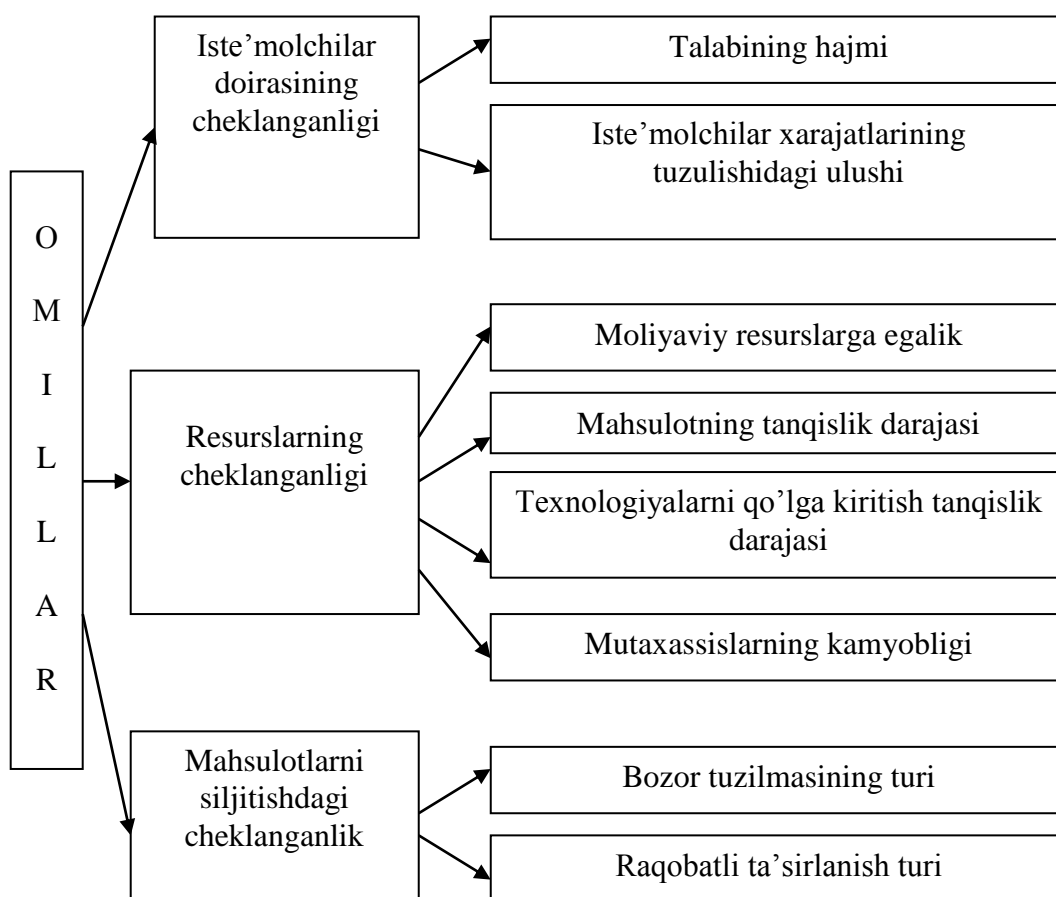 O
M
I
L
L
A
R
Iste’molchilar
doirasining
cheklanganligi
Talabining hajmi
Iste’molchilar xarajatlarining
tuzulishidagi ulushi
Resurslarning
cheklanganligi
Moliyaviy resurslarga egalik
Mahsulotning tanqislik darajasi
Texnologiyalarni qo’lga kiritish tanqislik
darajasi
Mutaxassislarning kamyobligi
Mahsulotlarni
siljitishdagi
cheklanganlik
Bozor tuzilmasining turi
Raqobatli ta’sirlanish turi